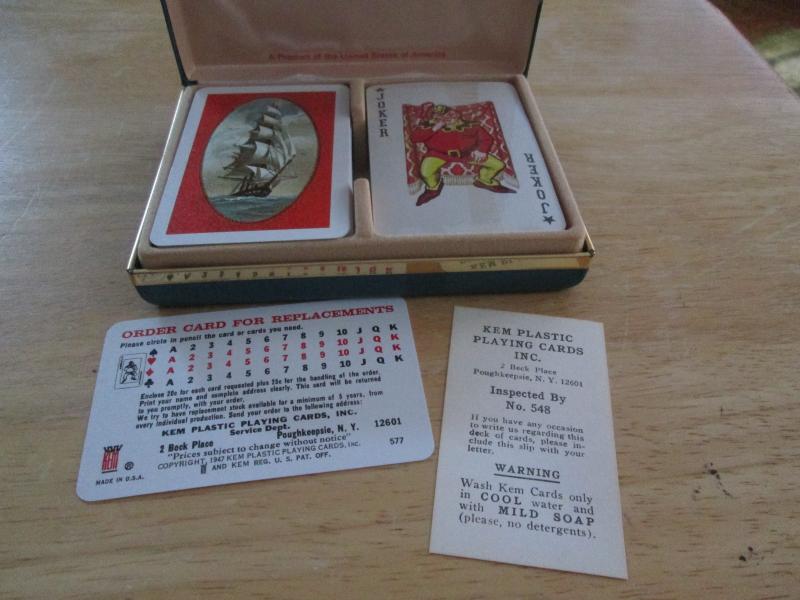 A Product of the United States of America
JOKER
JOKER
ORDER CARD FOR REPLACEMENTS
Please circle in pencil the card or cards you need.
♠ A 2 3 4 5 6 7 8 9 10 J Q K
♥ A 2 3 4 5 6 7 8 9 10 J Q K
♦ A 2 3 4 5 6 7 8 9 10 J Q K
♣ A 2 3 4 5 6 7 8 9 10 J Q K
Enclose 20c for each card requested plus 25c for the handling of the order.
Print your name and complete address clearly. This card will be returned
to you promptly, with your order.
We try to have replacement stock available for a minimum of 5 years, from
every individual production. Send your order to the following address:
KEM PLASTIC PLAYING CARDS, INC.
Service Dept.
2 Beck Place Poughkeepsie, N. Y. 12601
"Prices subject to change without notice"
COPYRIGHT, 1947 KEM PLASTIC PLAYING CARDS, INC. 577
AND KEM REG. U. S. PAT. OFF.
KEM ®
MADE IN U.S.A.
KEM PLASTIC
PLAYING CARDS
INC.
2 Beck Place
Poughkeepsie, N. Y. 12601
Inspected By
No. 548
If you have any occasion
to write us regarding this
deck of cards, please in-
clude this slip with your
letter.
WARNING
Wash Kem Cards only
in COOL water and
with MILD SOAP
(please, no detergents).